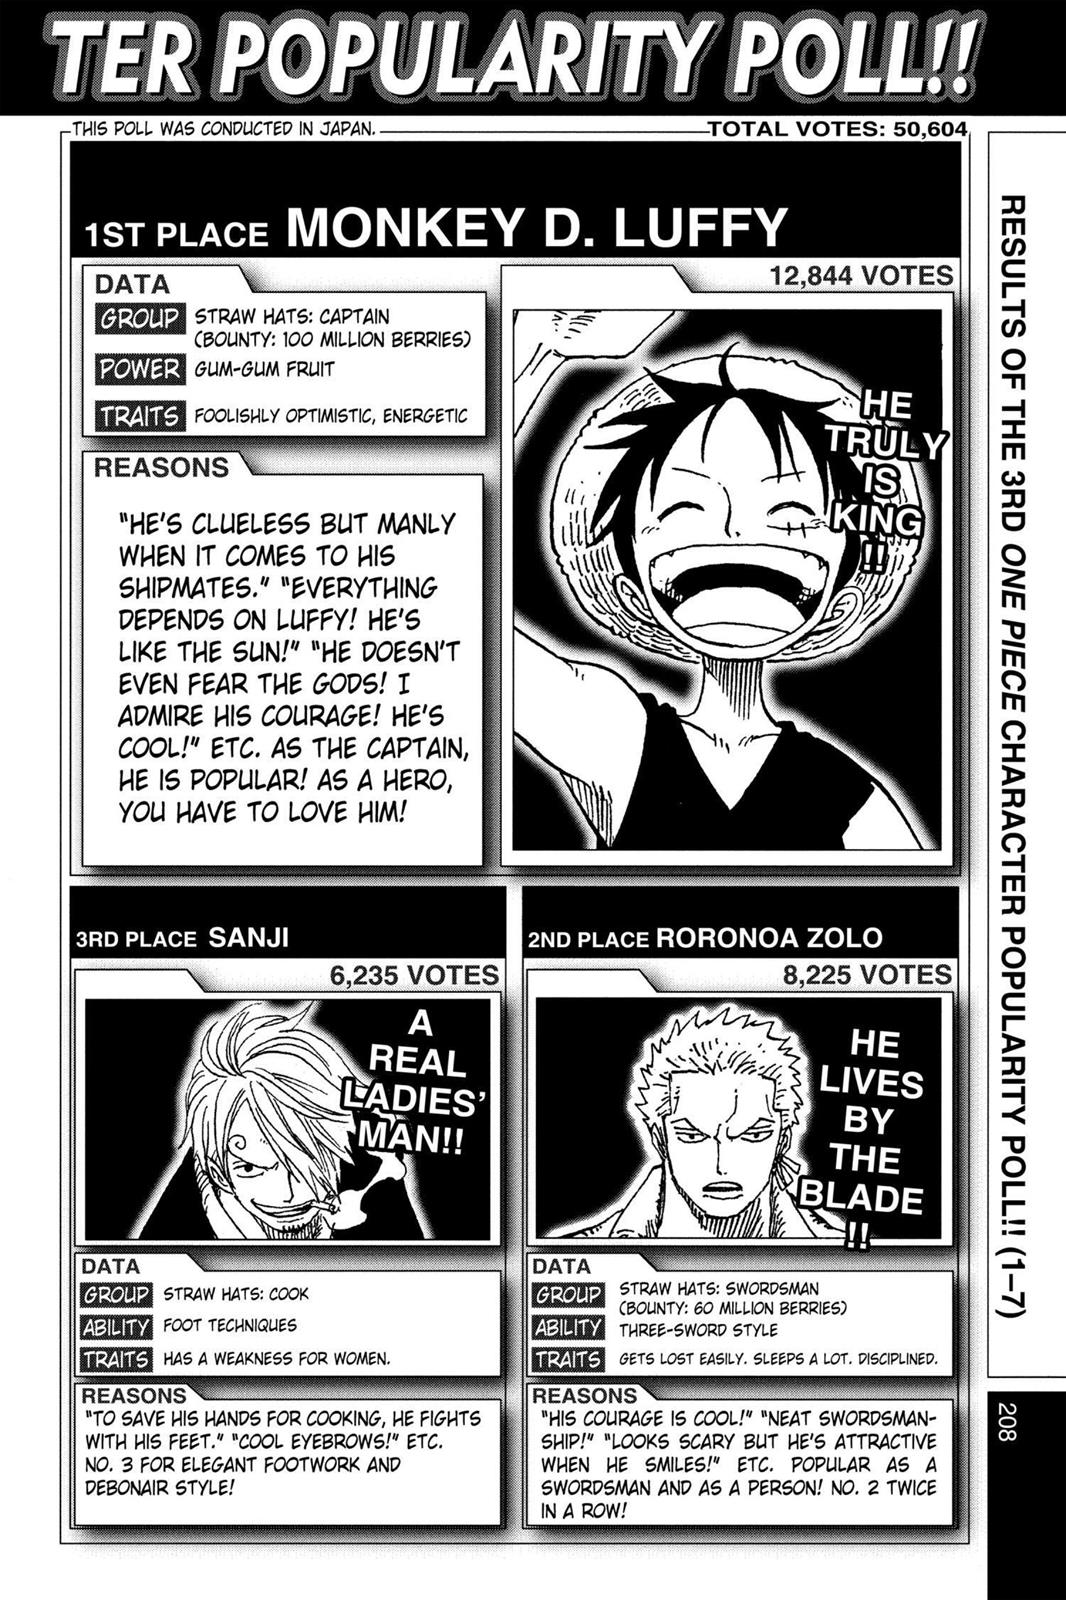 TER POPULARITY POLL!!
THIS POLL WAS CONDUCTED IN JAPAN.
TOTAL VOTES: 50,604
1ST PLACE MONKEY D. LUFFY
12,844 VOTES
DATA
GROUP STRAW HATS: CAPTAIN
(BOUNTY: 100 MILLION BERRIES)
POWER GUM-GUM FRUIT
TRAITS FOOLISHLY OPTIMISTIC, ENERGETIC
REASONS
"HE'S CLUELESS BUT MANLY
WHEN IT COMES TO HIS
SHIPMATES." "EVERYTHING
DEPENDS ON LUFFY! HE'S
LIKE THE SUN!" "HE DOESN'T
EVEN FEAR THE GODS! I
ADMIRE HIS COURAGE! HE'S
COOL!" ETC. AS THE CAPTAIN,
HE IS POPULAR! AS A HERO,
YOU HAVE TO LOVE HIM!
HE
TRULY
IS
KING
!!
2ND PLACE RORONOA ZOLO
8,225 VOTES
HE
LIVES
BY
THE
BLADE
!!
DATA
GROUP STRAW HATS: SWORDSMAN
(BOUNTY: 60 MILLION BERRIES)
ABILITY THREE-SWORD STYLE
TRAITS GETS LOST EASILY. SLEEPS A LOT. DISCIPLINED.
REASONS
"HIS COURAGE IS COOL!" "NEAT SWORDSMAN-
SHIP!" "LOOKS SCARY BUT HE'S ATTRACTIVE
WHEN HE SMILES!" ETC. POPULAR AS A
SWORDSMAN AND AS A PERSON! NO. 2 TWICE
IN A ROW!
3RD PLACE SANJI
6,235 VOTES
A
REAL
LADIES'
MAN!!
DATA
GROUP STRAW HATS: COOK
ABILITY FOOT TECHNIQUES
TRAITS HAS A WEAKNESS FOR WOMEN.
REASONS
"TO SAVE HIS HANDS FOR COOKING, HE FIGHTS
WITH HIS FEET." "COOL EYEBROWS!" ETC.
NO. 3 FOR ELEGANT FOOTWORK AND
DEBONAIR STYLE!
RESULTS OF THE 3RD ONE PIECE CHARACTER POPULARITY POLL!! (1–7)
208